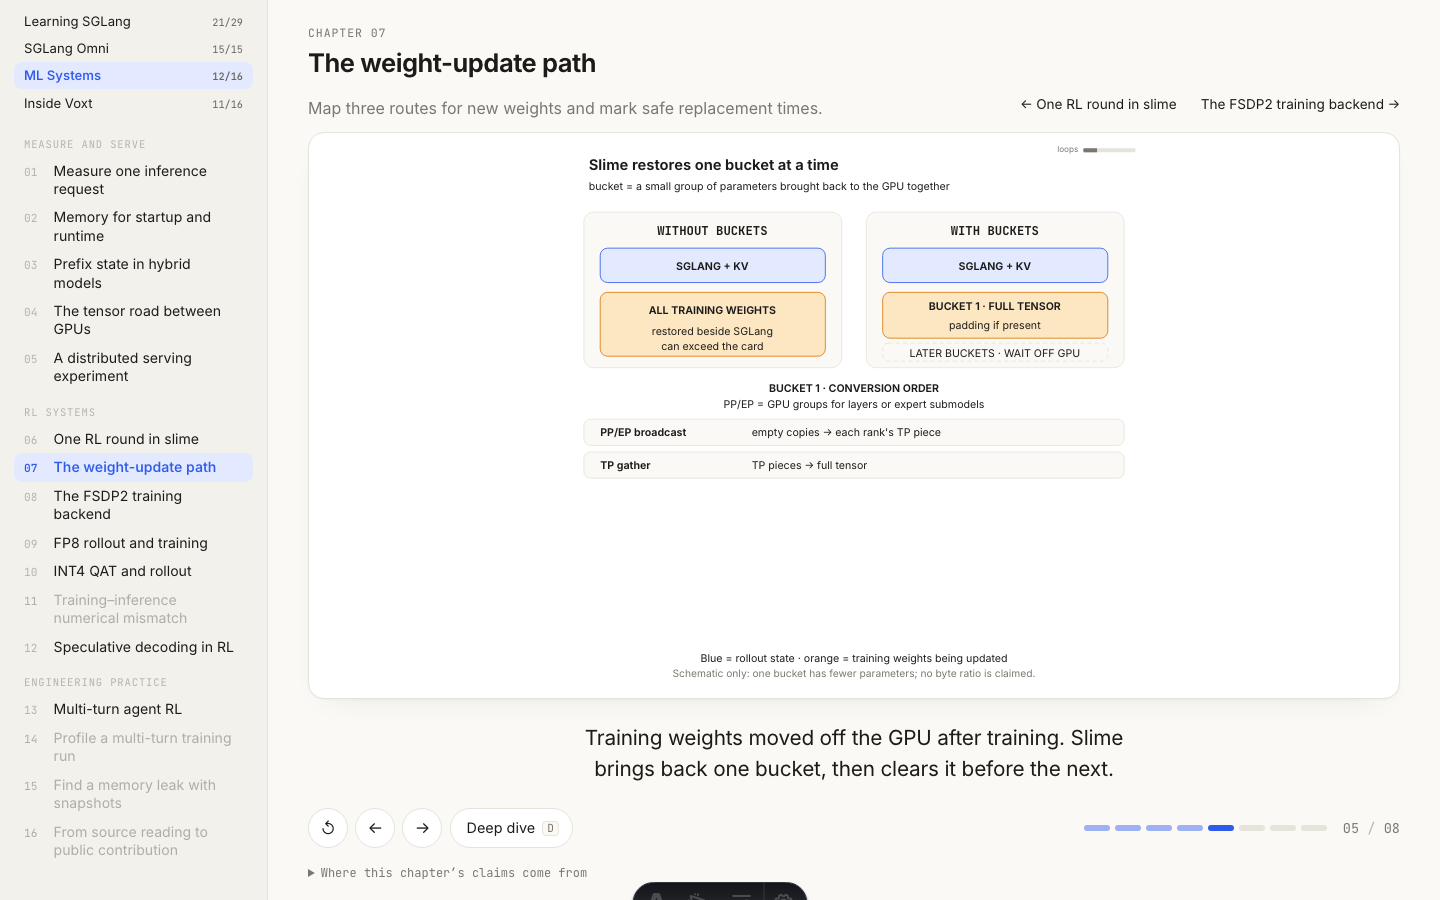 Learning SGLang 21/29
SGLang Omni 15/15
ML Systems 12/16
Inside Voxt 11/16
MEASURE AND SERVE
01 Measure one inference
request
02 Memory for startup and
runtime
03 Prefix state in hybrid
models
04 The tensor road between
GPUs
05 A distributed serving
experiment
RL SYSTEMS
06 One RL round in slime
07 The weight-update path
08 The FSDP2 training
backend
09 FP8 rollout and training
10 INT4 QAT and rollout
11 Training–inference
numerical mismatch
12 Speculative decoding in RL
ENGINEERING PRACTICE
13 Multi-turn agent RL
14 Profile a multi-turn training
run
15 Find a memory leak with
snapshots
16 From source reading to
public contribution
CHAPTER 07
The weight-update path
Map three routes for new weights and mark safe replacement times.
← One RL round in slime The FSDP2 training backend →
loops
Slime restores one bucket at a time
bucket = a small group of parameters brought back to the GPU together
WITHOUT BUCKETS
SGLANG + KV
ALL TRAINING WEIGHTS
restored beside SGLang
can exceed the card
WITH BUCKETS
SGLANG + KV
BUCKET 1 · FULL TENSOR
padding if present
LATER BUCKETS · WAIT OFF GPU
BUCKET 1 · CONVERSION ORDER
PP/EP = GPU groups for layers or expert submodels
PP/EP broadcast empty copies → each rank's TP piece
TP gather TP pieces → full tensor
Blue = rollout state · orange = training weights being updated
Schematic only: one bucket has fewer parameters; no byte ratio is claimed.
Training weights moved off the GPU after training. Slime
brings back one bucket, then clears it before the next.
Deep dive D
05 / 08
Where this chapter’s claims come from